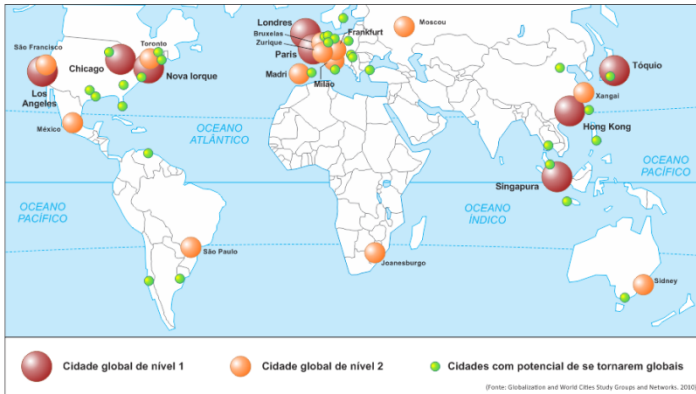 Moscou
Londres
Bruxelas
Zurique
Frankfurt
Paris
São Francisco
Toronto
Chicago
Nova Iorque
Los
Angeles
Madri
Milão
Tóquio
Xangai
México
OCEANO
ATLÂNTICO
Hong Kong
OCEANO
PACÍFICO
Singapura
OCEANO
PACÍFICO
OCEANO
ÍNDICO
São Paulo
Joanesburgo
Sidney
Cidade global de nível 1
Cidade global de nível 2
Cidades com potencial de se tornarem globais
(Fonte: Globalization and World Cities Study Groups and Networks. 2010)